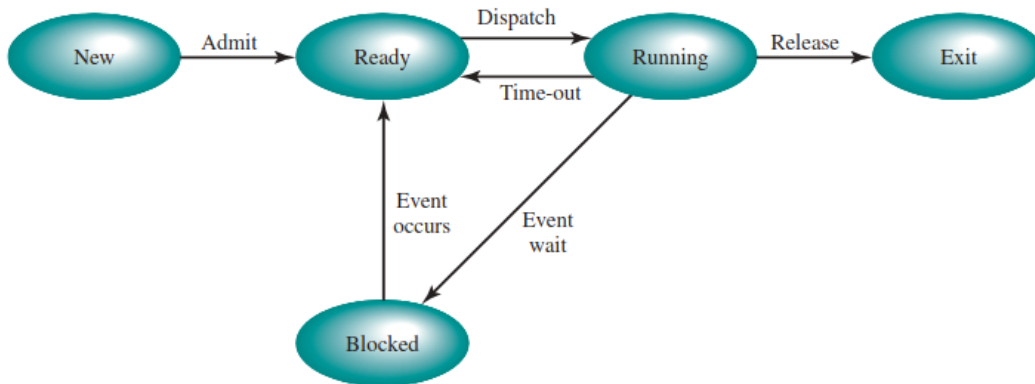 Dispatch
New
Admit
Ready
Running
Release
Exit
Time-out
Event
occurs
Event
wait
Blocked